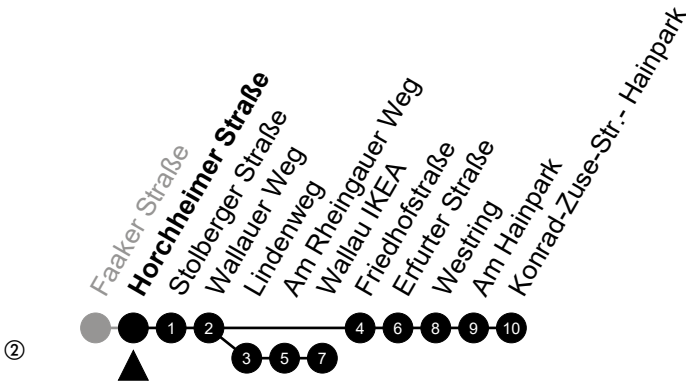 Faaker Straße
Horchheimer Straße
Stolberger Straße
Wallauer Weg
Lindenweg
Am Rheingauer Weg
Wallau IKEA
Friedhofstraße
Erfurter Straße
Westring
Am Hainpark
Konrad-Zuse-Str.- Hainpark
1 2 4 6 8 9 10
② 3 5 7